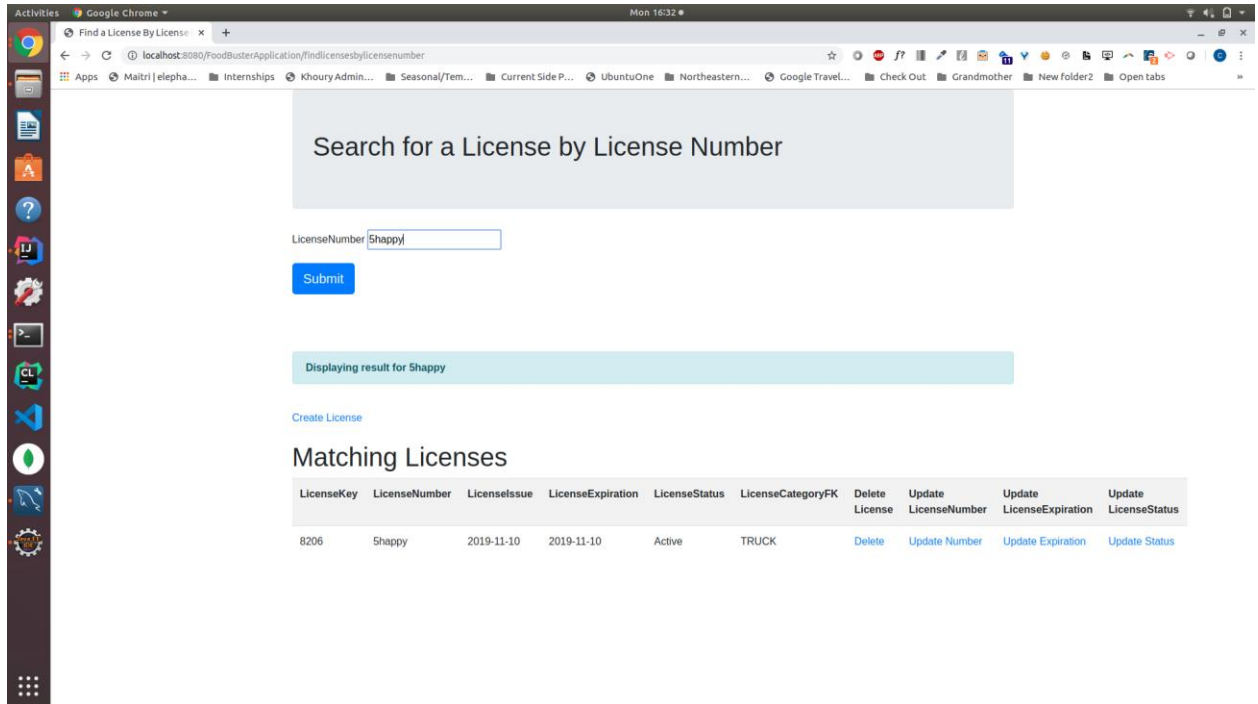 Activities Google Chrome Mon 16:32
Find a License By License
localhost:8080/FoodBusterApplication/findlicensesbylicensenumber
Apps Maitri | elepha... Internships Khoury Admin... Seasonal/Tem... Current Side P... UbuntuOne Northeastern... Google Travel... Check Out Grandmother New folder2 Open tabs
Search for a License by License Number
LicenseNumber 5happy
Submit
Displaying result for 5happy
Create License
Matching Licenses
LicenseKey LicenseNumber LicenseIssue LicenseExpiration LicenseStatus LicenseCategoryFK Delete Update Update Update
License LicenseNumber LicenseExpiration LicenseStatus
8206 5happy 2019-11-10 2019-11-10 Active TRUCK Delete Update Number Update Expiration Update Status